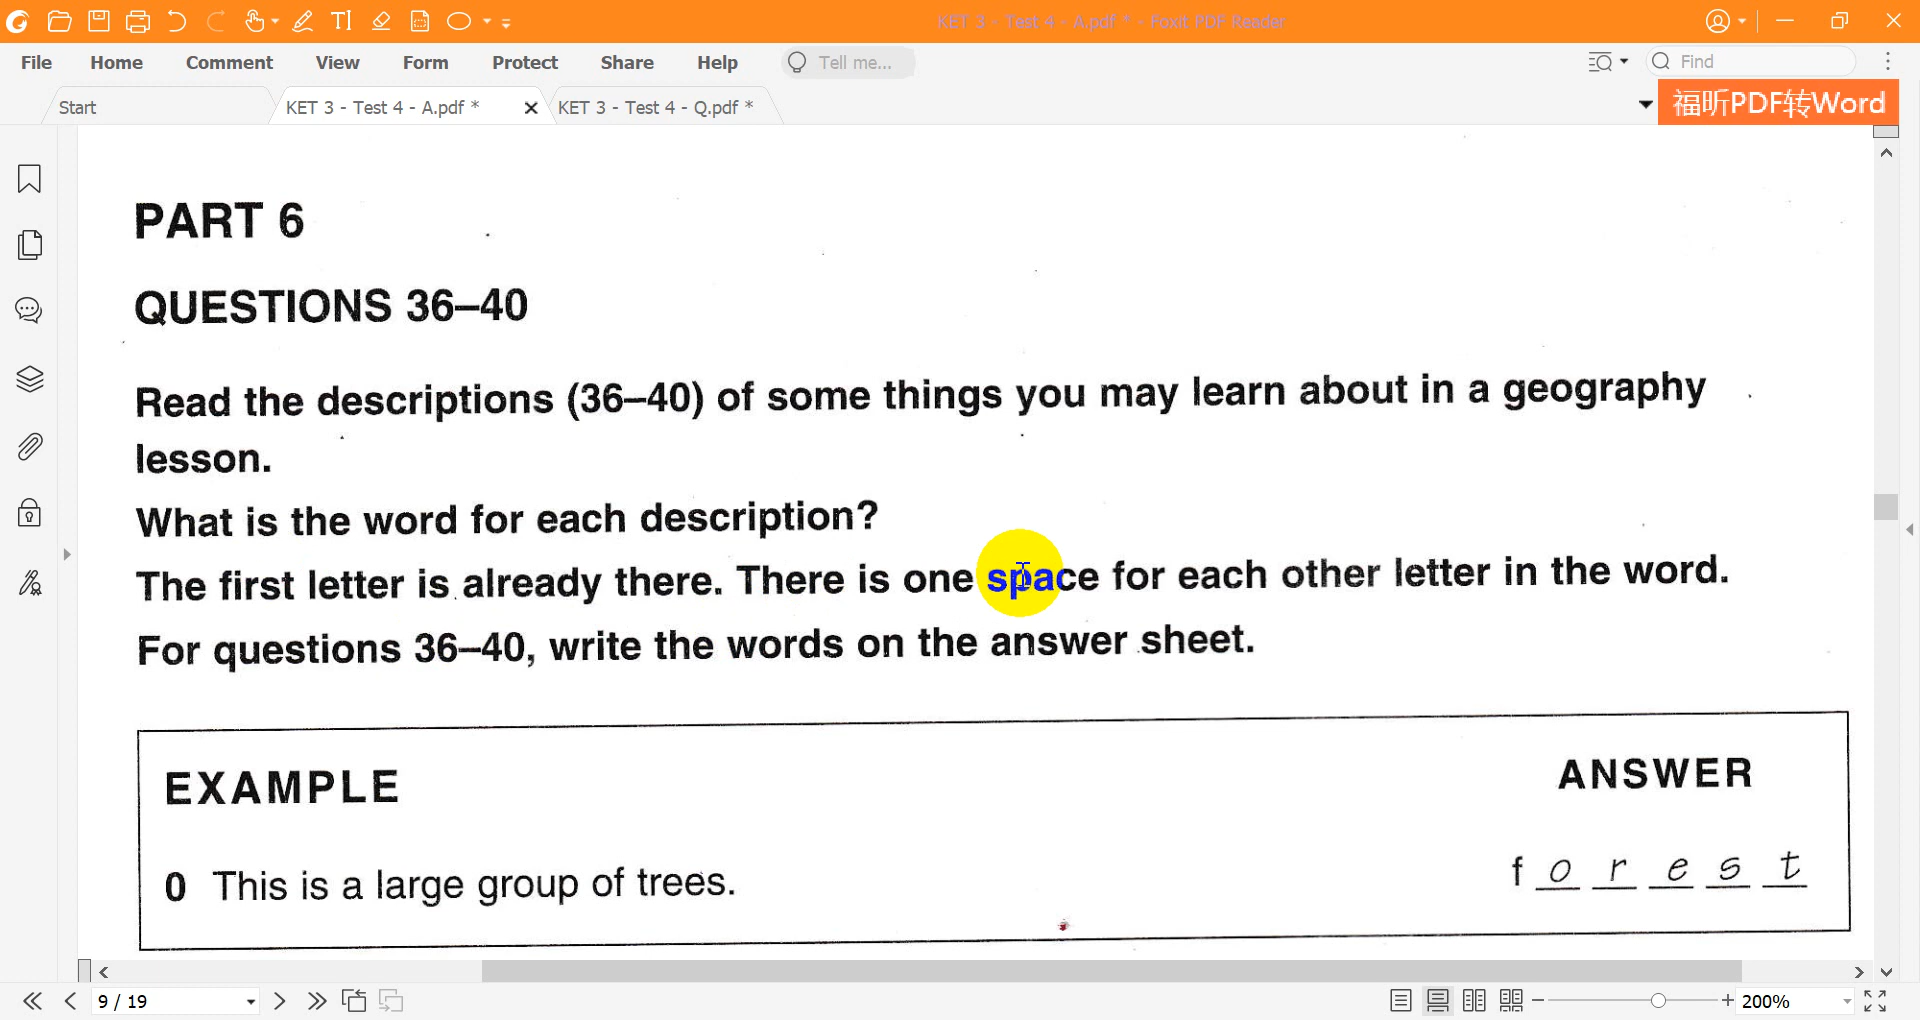 KET 3 - Test 4 - A.pdf * - Foxit PDF Reader
File Home Comment View Form Protect Share Help Tell me... Find
Start KET 3 - Test 4 - A.pdf * KET 3 - Test 4 - Q.pdf * 福昕PDF转Word
PART 6
QUESTIONS 36–40
Read the descriptions (36–40) of some things you may learn about in a geography
lesson.
What is the word for each description?
The first letter is already there. There is one space for each other letter in the word.
For questions 36–40, write the words on the answer sheet.
EXAMPLE ANSWER
0 This is a large group of trees. f o r e s t
9 / 19 200%